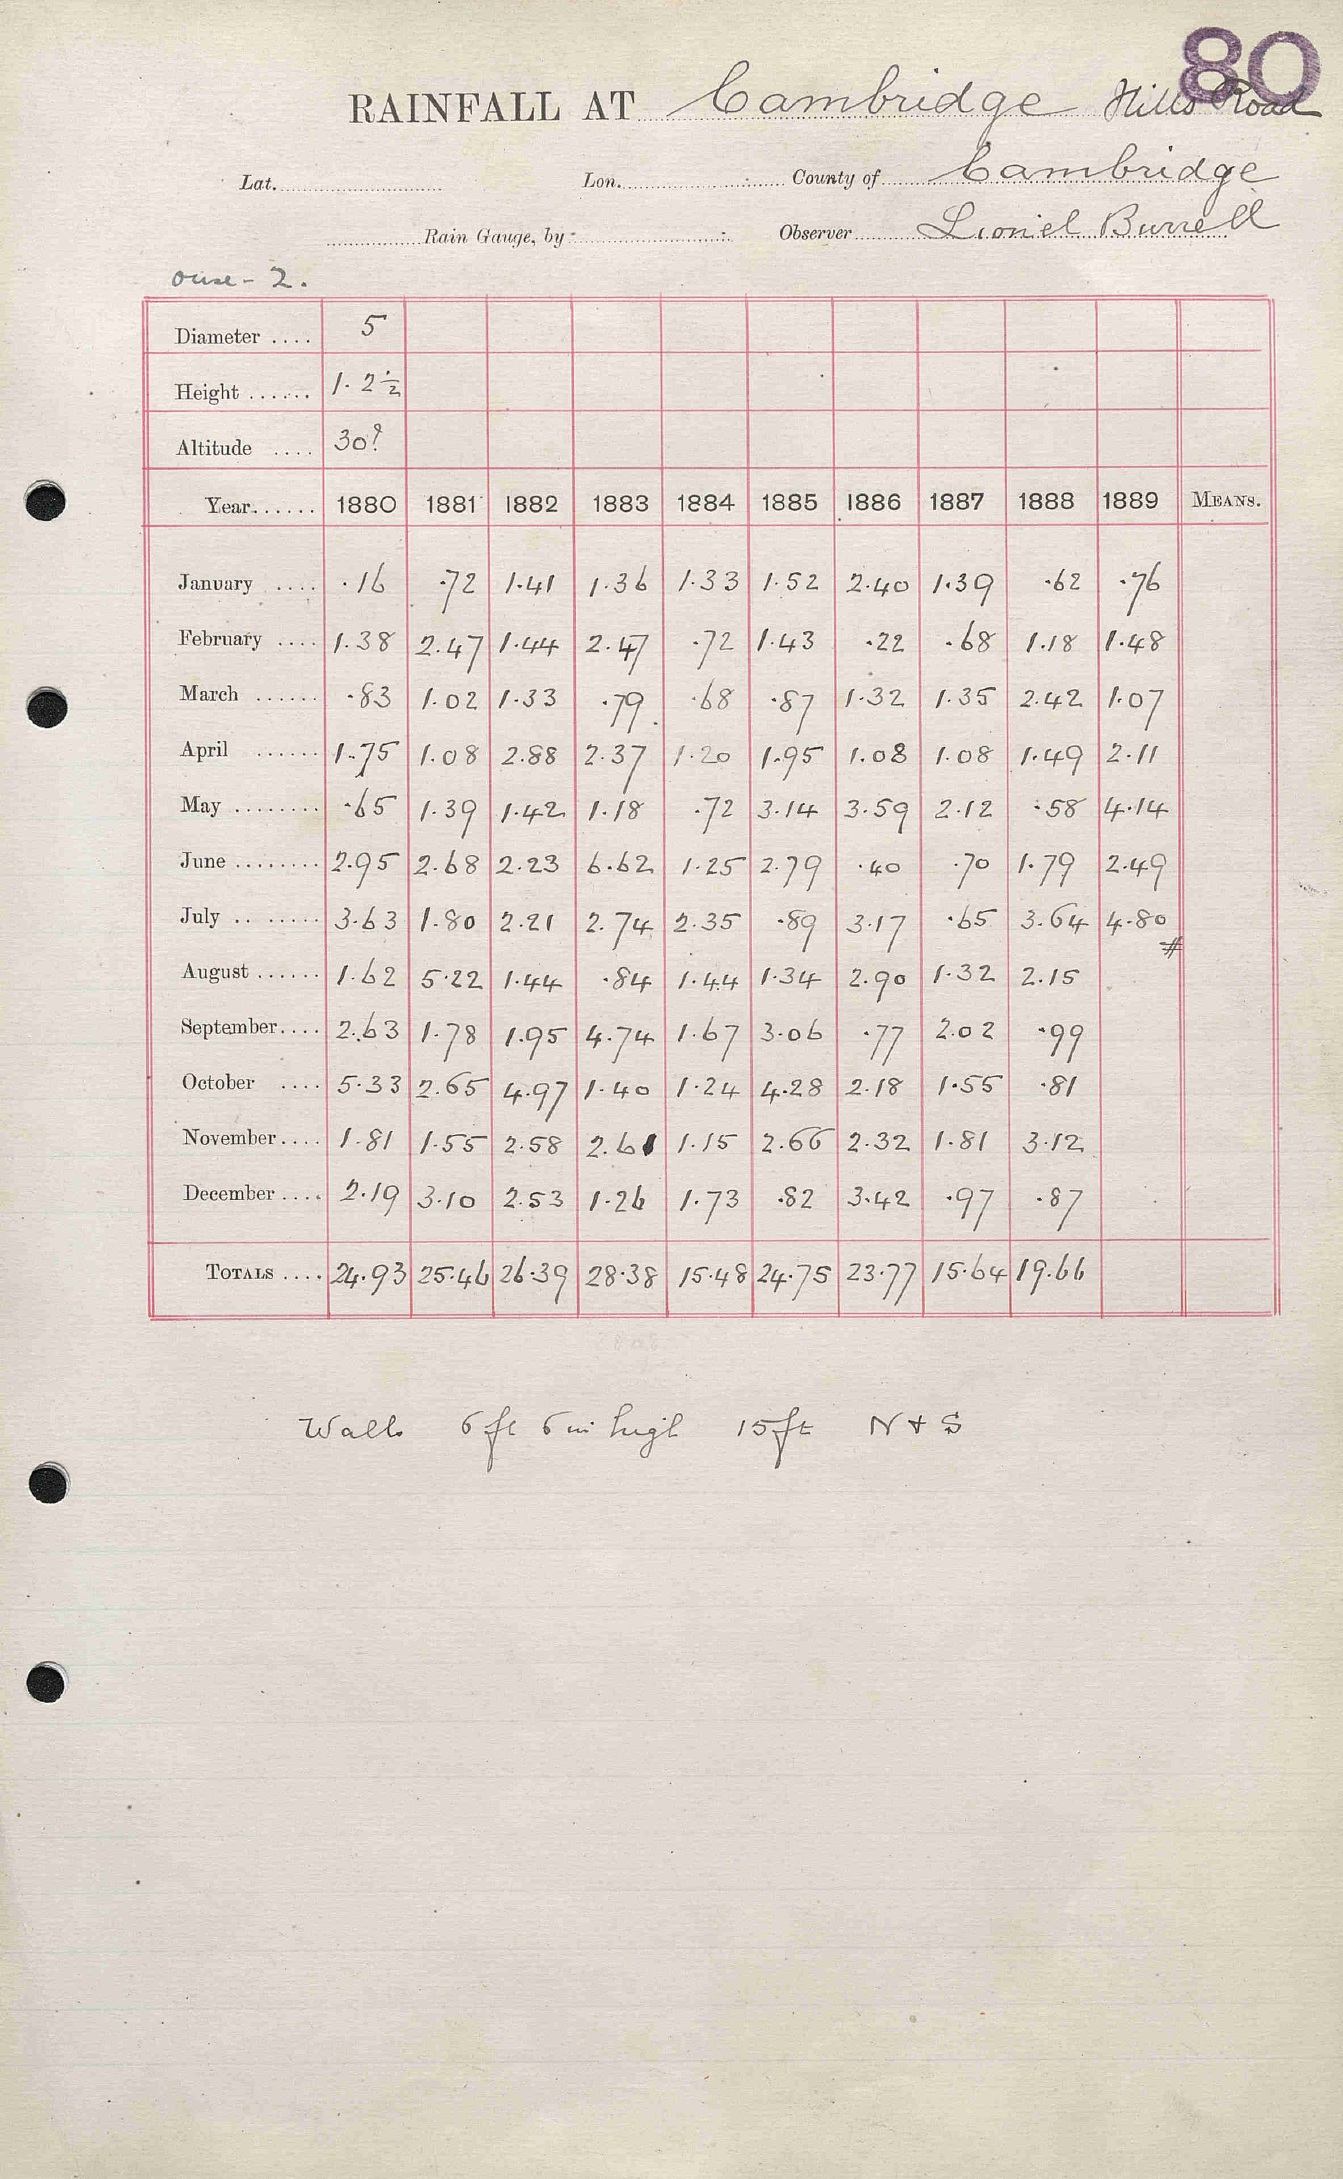 80
RAINFALL AT Cambridge Hills Road
Lat. Lon. County of Cambridge
Rain Gauge, by Observer Lionel Burrell
Ouse - 2.
Diameter .... 5
Height ...... 1. 2 1/2
Altitude .... 30?
Year...... 1880 1881 1882 1883 1884 1885 1886 1887 1888 1889 MEANS.
January .... .16 .72 1.41 1.36 1.33 1.52 2.40 1.39 .62 .76
February .... 1.38 2.47 1.44 2.47 .72 1.43 .22 .68 1.18 1.48
March ...... .83 1.02 1.33 .79 .68 .87 1.32 1.35 2.42 1.07
April ...... 1.75 1.08 2.88 2.37 1.20 1.95 1.08 1.08 1.49 2.11
May ........ .65 1.39 1.42 1.18 .72 3.14 3.59 2.12 .58 4.14
June ........ 2.95 2.68 2.23 6.62 1.25 2.79 .40 .70 1.79 2.49
July .. ...... 3.63 1.80 2.21 2.74 2.35 .89 3.17 .65 3.64 4.80 #
August ...... 1.62 5.22 1.44 .84 1.44 1.34 2.90 1.32 2.15
September.... 2.63 1.78 1.95 4.74 1.67 3.06 .77 2.02 .99
October .... 5.33 2.65 4.97 1.40 1.24 4.28 2.18 1.55 .81
November.... 1.81 1.55 2.58 2.61 1.15 2.66 2.32 1.81 3.12
December .... 2.19 3.10 2.53 1.26 1.73 .82 3.42 .97 .87
TOTALS .... 24.93 25.46 26.39 28.38 15.48 24.75 23.77 15.64 19.66
Walls 6 ft 6 in high 15 ft N + S